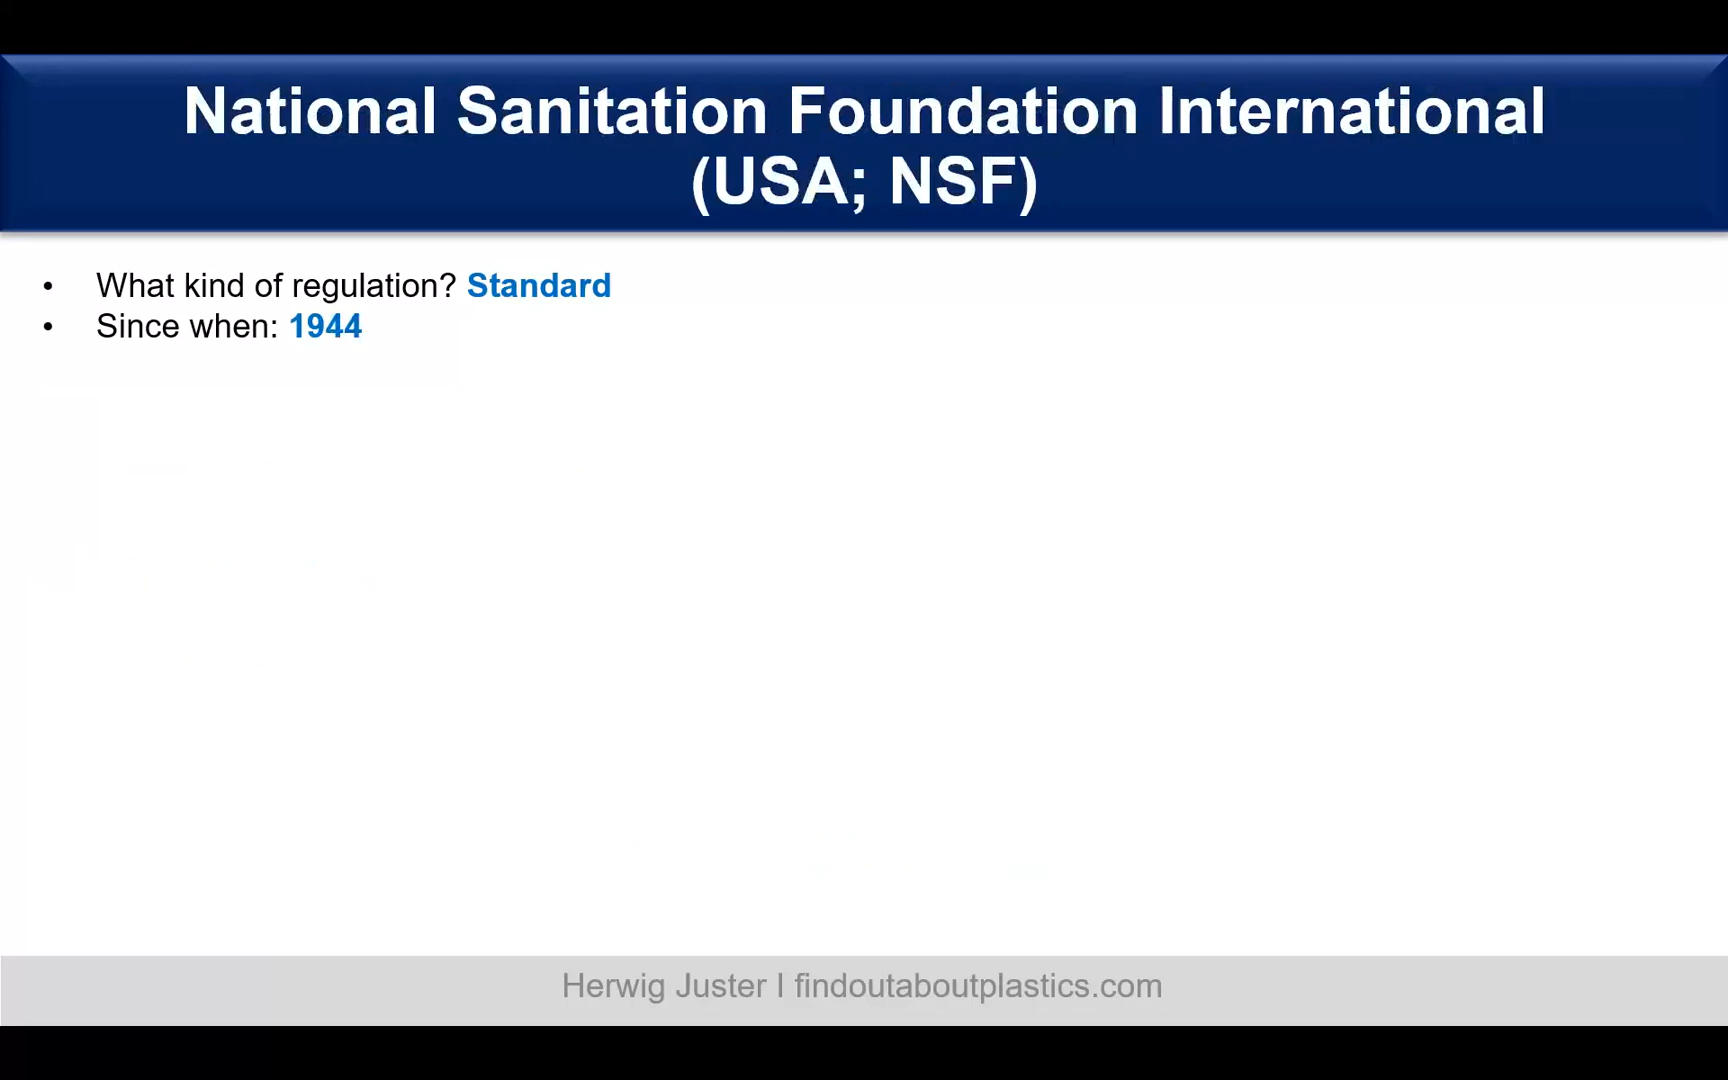 National Sanitation Foundation International
(USA; NSF)
• What kind of regulation? Standard
• Since when: 1944
Herwig Juster I findoutaboutplastics.com